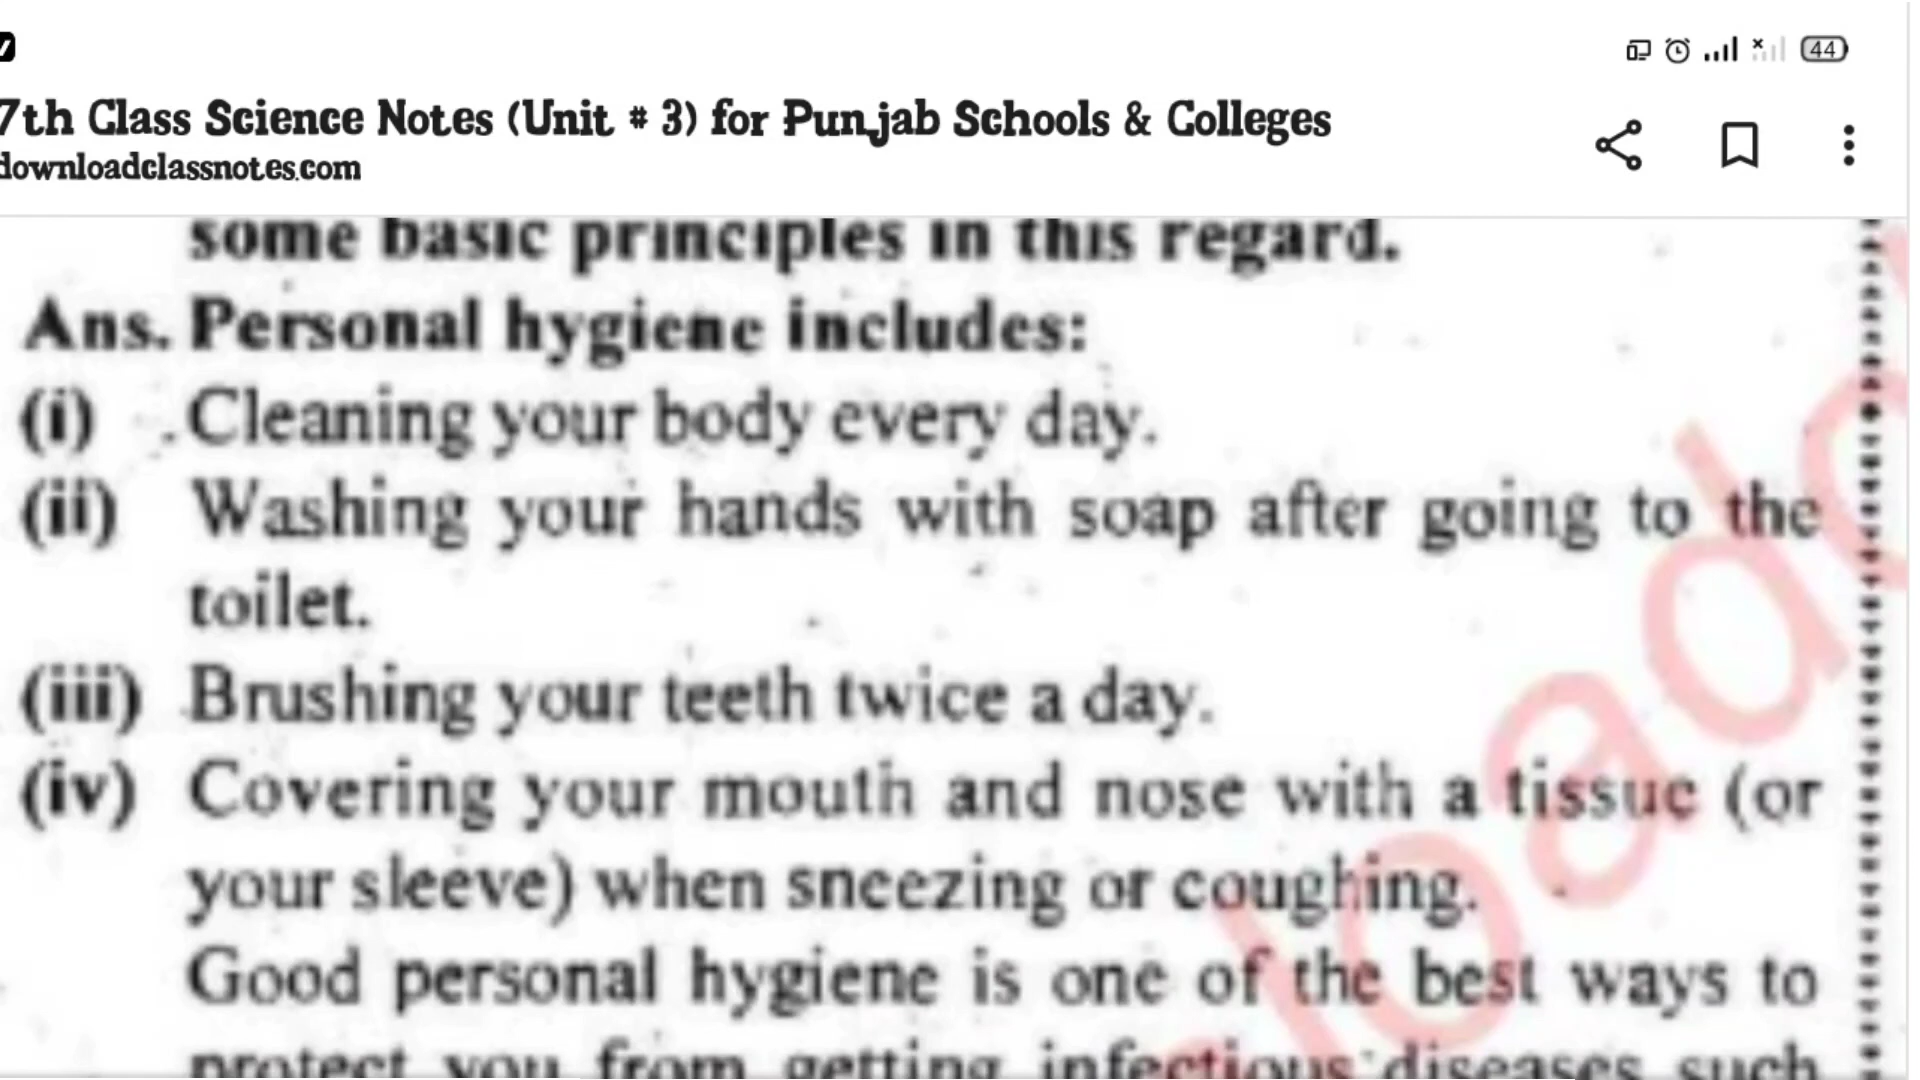 44
7th Class Science Notes (Unit # 3) for Punjab Schools & Colleges
downloadclassnotes.com
some basic principles in this regard.
Ans. Personal hygiene includes:
(i) Cleaning your body every day.
(ii) Washing your hands with soap after going to the
toilet.
(iii) Brushing your teeth twice a day.
(iv) Covering your mouth and nose with a tissue (or
your sleeve) when sneezing or coughing.
Good personal hygiene is one of the best ways to
protect you from getting infectious diseases such
load